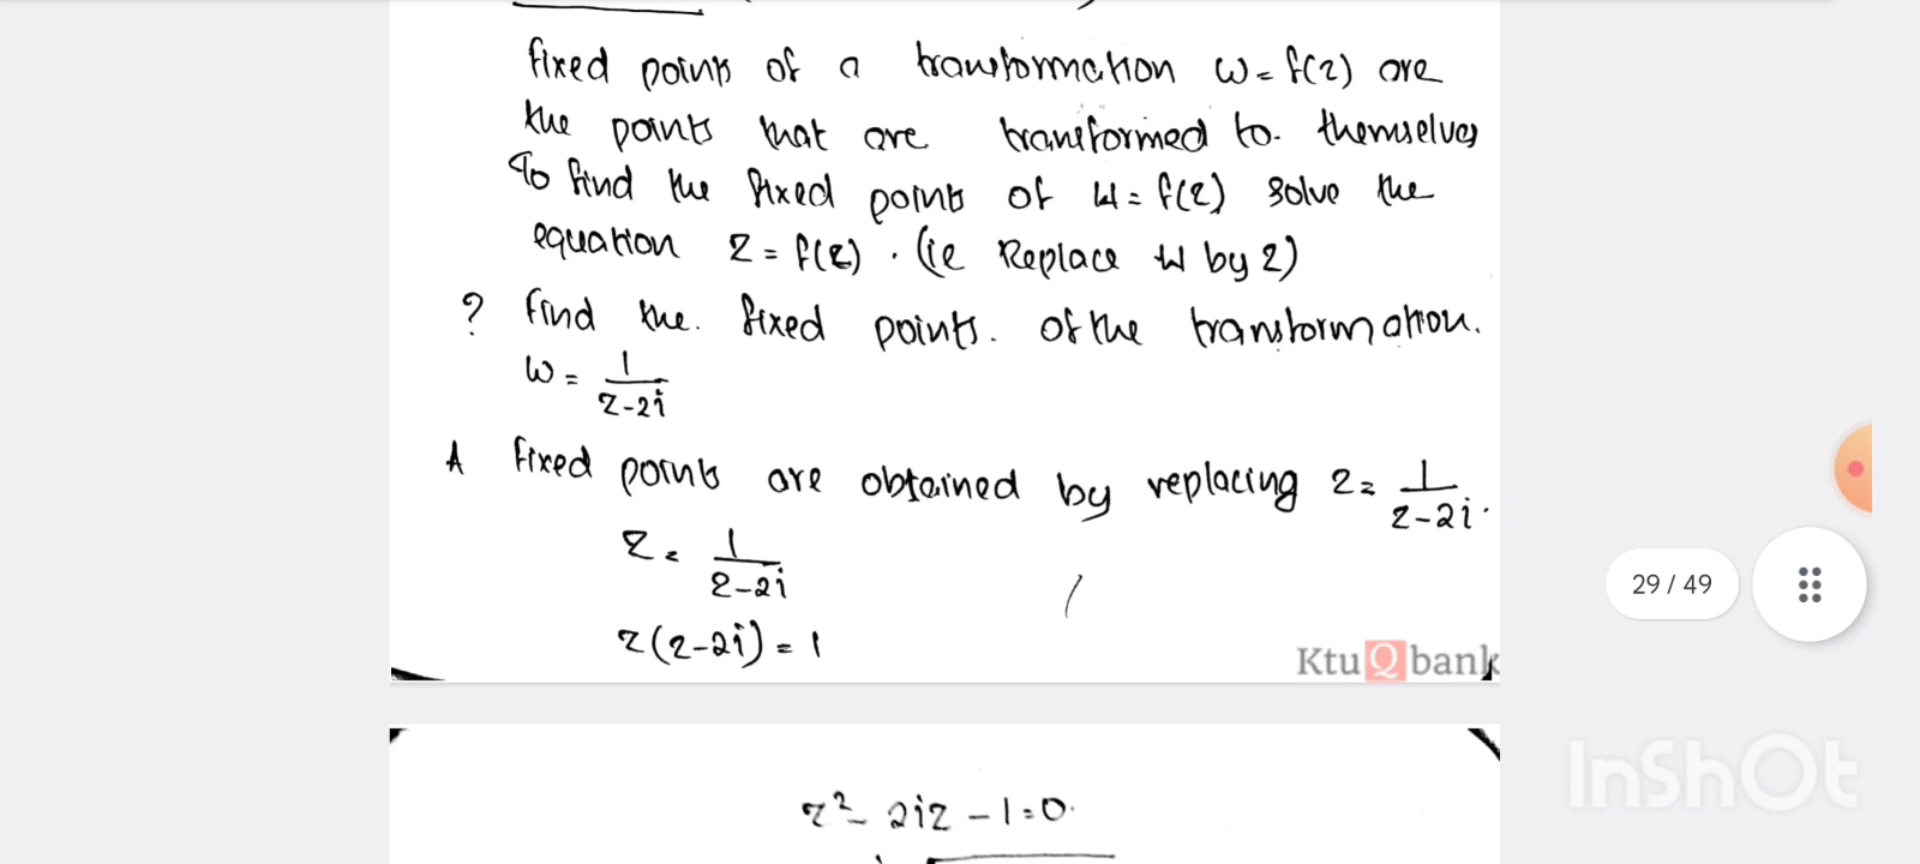 fixed points of a transformation w = f(z) are
the points that are transformed to. themselves
To find the fixed points of w = f(z) solve the
equation z = f(z) . (ie Replace w by z)
? Find the. fixed points. of the transformation.
w = 1/(z-2i)
A Fixed points are obtained by replacing z = 1/(z-2i).
z = 1/(z-2i)
z(z-2i) = 1
29 / 49
KtuQbank
z² - 2iz - 1 = 0.
InShOt